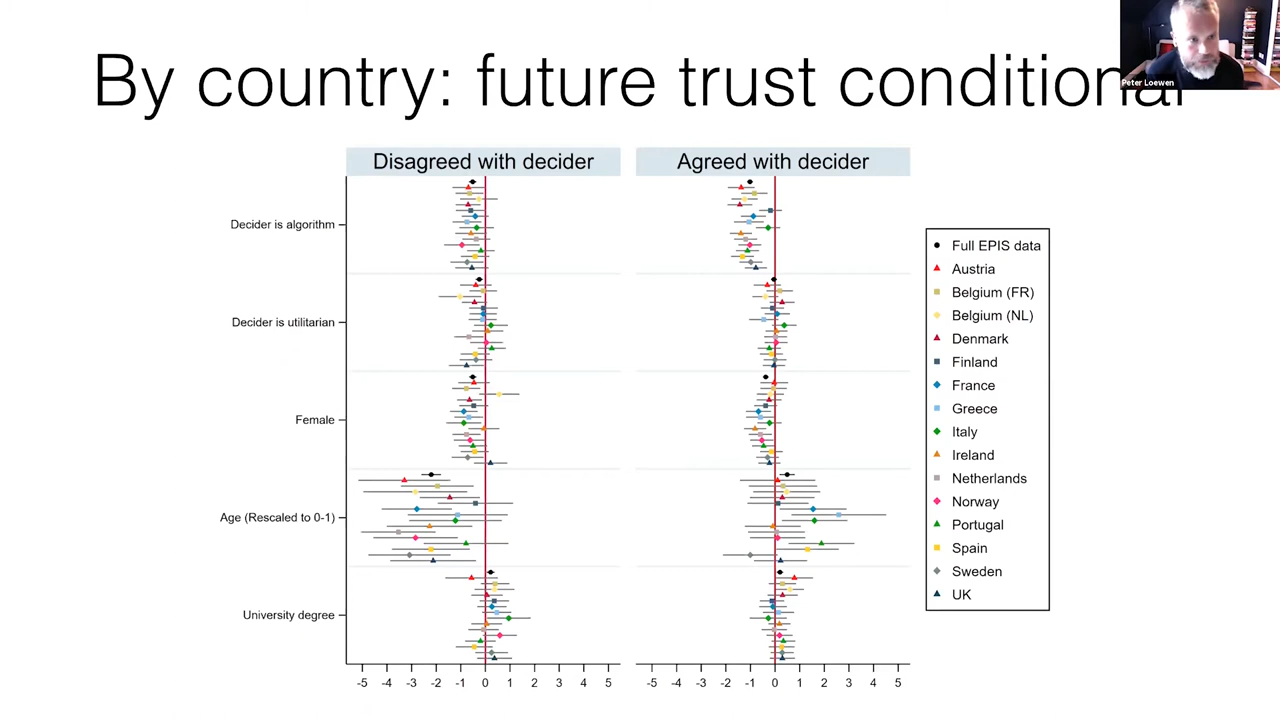 By country: future trust conditional
Peter Loewen
Disagreed with decider
Agreed with decider
Decider is algorithm
Decider is utilitarian
Female
Age (Rescaled to 0-1)
University degree
-5 -4 -3 -2 -1 0 1 2 3 4 5
-5 -4 -3 -2 -1 0 1 2 3 4 5
Full EPIS data
Austria
Belgium (FR)
Belgium (NL)
Denmark
Finland
France
Greece
Italy
Ireland
Netherlands
Norway
Portugal
Spain
Sweden
UK